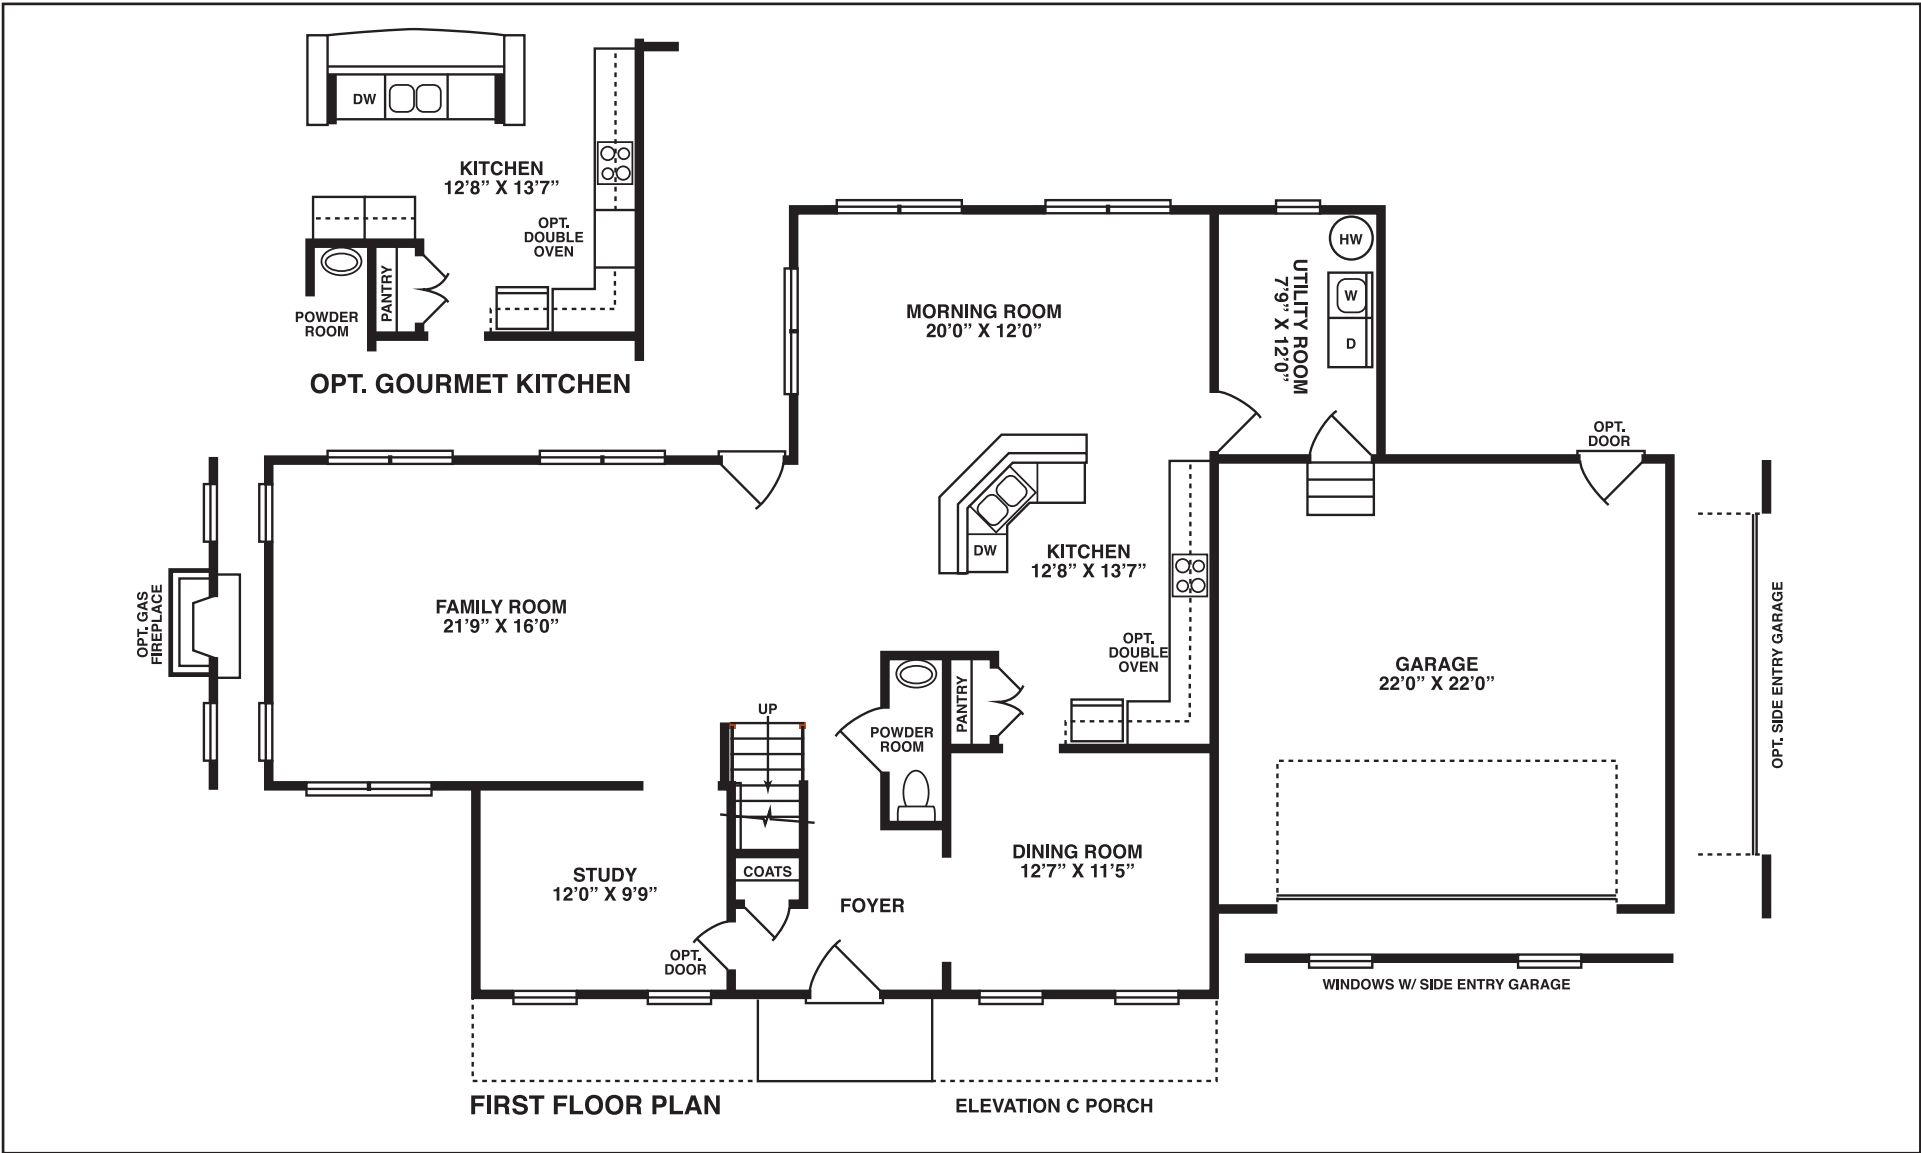 DW
KITCHEN
12’8” X 13’7”
OPT.
DOUBLE
OVEN
PANTRY
POWDER
ROOM
OPT. GOURMET KITCHEN
HW
W
D
UTILITY ROOM
7’9” X 12’0”
MORNING ROOM
20’0” X 12’0”
OPT.
DOOR
DW
KITCHEN
12’8” X 13’7”
OPT. GAS
FIREPLACE
FAMILY ROOM
21’9” X 16’0”
OPT.
DOUBLE
OVEN
GARAGE
22’0” X 22’0”
OPT. SIDE ENTRY GARAGE
UP
POWDER
ROOM
PANTRY
STUDY
12’0” X 9’9”
COATS
FOYER
DINING ROOM
12’7” X 11’5”
OPT.
DOOR
WINDOWS W/ SIDE ENTRY GARAGE
FIRST FLOOR PLAN
ELEVATION C PORCH